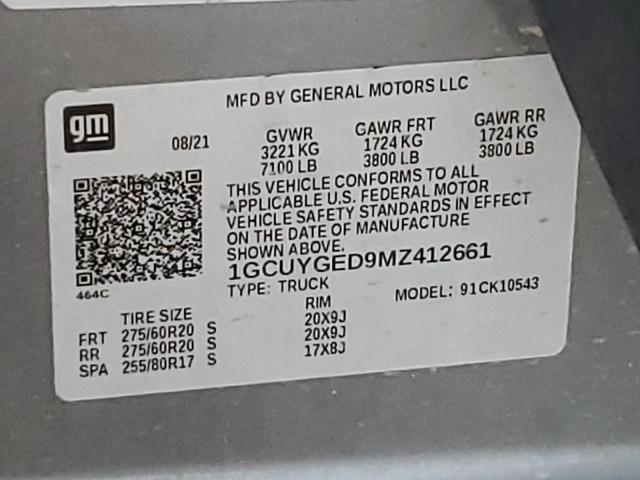 MFD BY GENERAL MOTORS LLC
gm
08/21
GVWR GAWR FRT GAWR RR
3221 KG 1724 KG 1724 KG
7100 LB 3800 LB 3800 LB
THIS VEHICLE CONFORMS TO ALL
APPLICABLE U.S. FEDERAL MOTOR
VEHICLE SAFETY STANDARDS IN EFFECT
ON THE DATE OF MANUFACTURE
SHOWN ABOVE.
1GCUYGED9MZ412661
464C
TYPE: TRUCK MODEL: 91CK10543
TIRE SIZE RIM
FRT 275/60R20 S 20X9J
RR 275/60R20 S 20X9J
SPA 255/80R17 S 17X8J